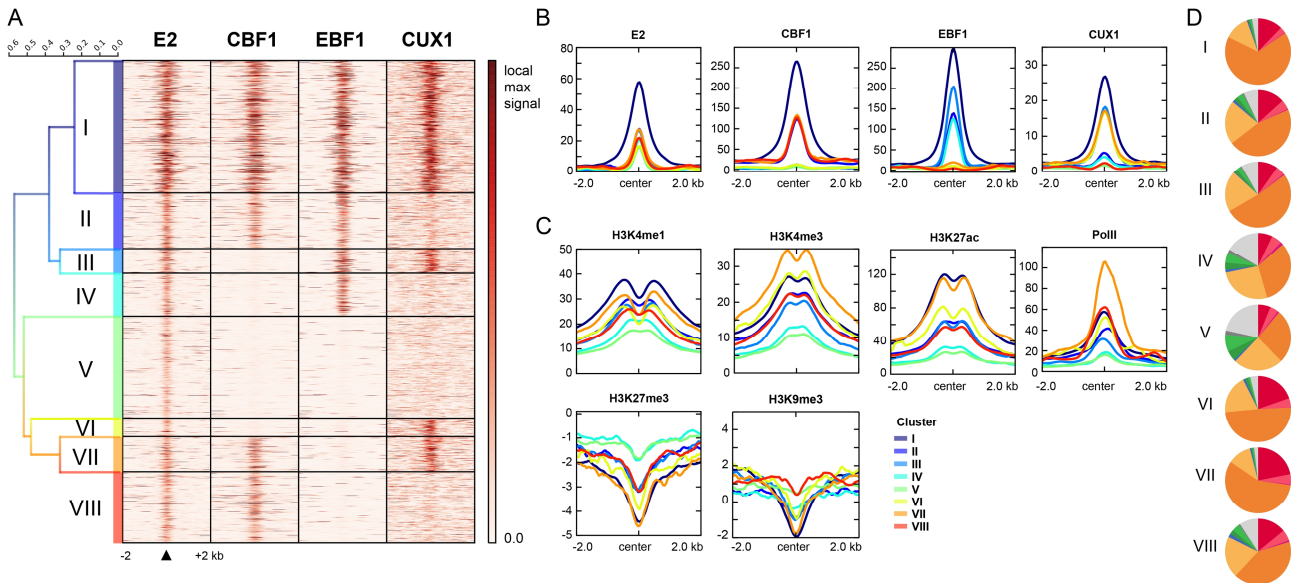 A
0.6 0.5 0.4 0.3 0.2 0.1 0.0
E2 CBF1 EBF1 CUX1
local
max
signal
0.0
I
II
III
IV
V
VI
VII
VIII
-2 ▲ +2 kb
B
E2 CBF1 EBF1 CUX1
80
60
40
20
0
250
200
150
100
50
0
250
200
150
100
50
0
30
20
10
0
-2.0 center 2.0 kb -2.0 center 2.0 kb -2.0 center 2.0 kb -2.0 center 2.0 kb
C
H3K4me1 H3K4me3 H3K27ac PolII
50
40
30
20
10
0
30
20
10
0
120
80
40
0
100
80
60
40
20
0
-2.0 center 2.0 kb -2.0 center 2.0 kb -2.0 center 2.0 kb -2.0 center 2.0 kb
H3K27me3 H3K9me3
0
-1
-2
-3
-4
-5
4
2
0
-2
-2.0 center 2.0 kb -2.0 center 2.0 kb
Cluster
I
II
III
IV
V
VI
VII
VIII
D
I
II
III
IV
V
VI
VII
VIII